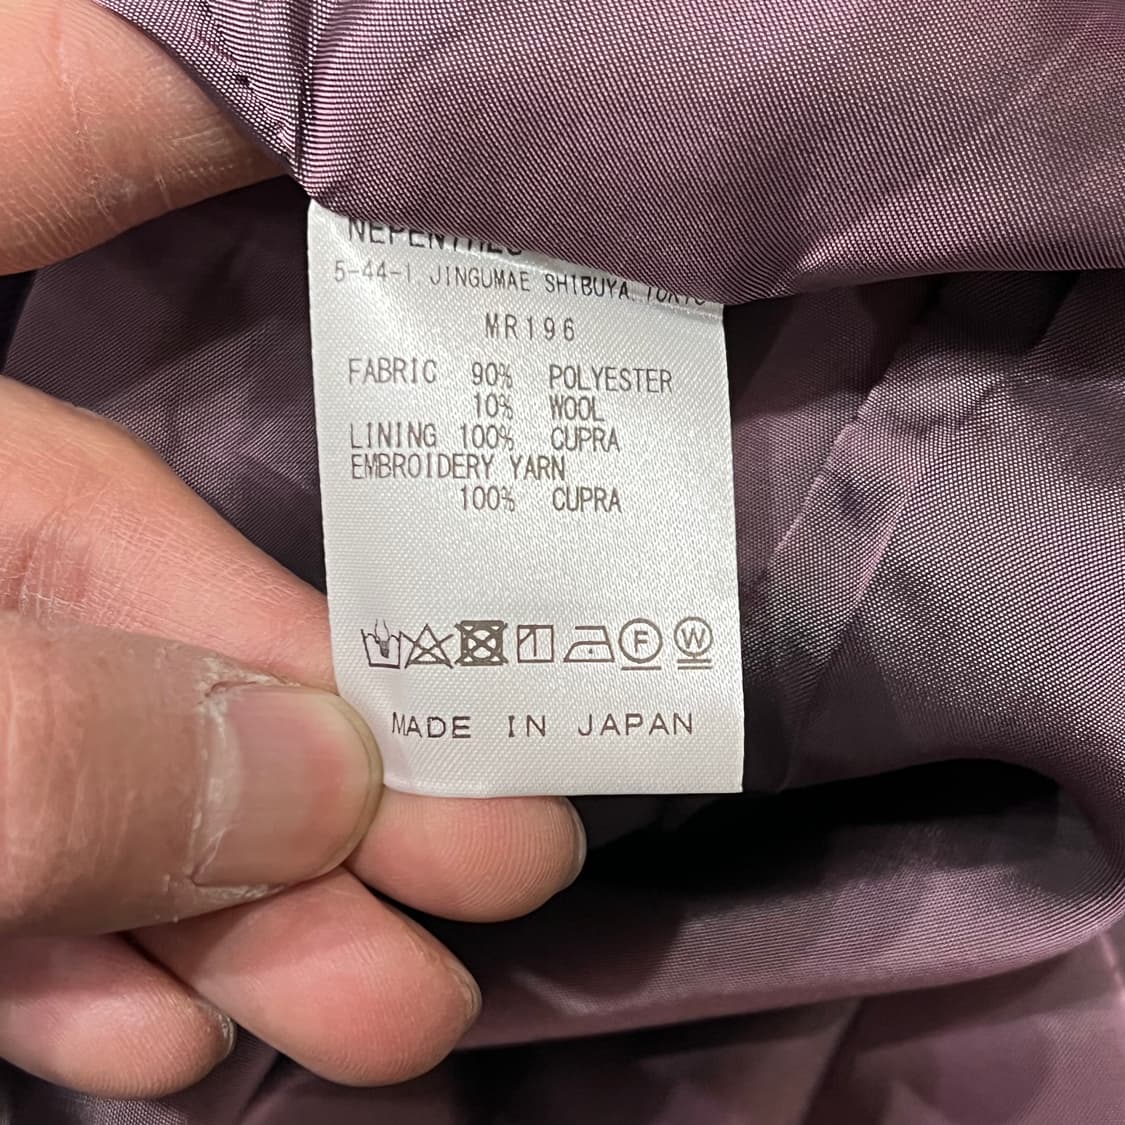 NEPENTHES
5-44-1 JINGUMAE SHIBUYA TOKYO
MR196
FABRIC 90% POLYESTER
10% WOOL
LINING 100% CUPRA
EMBROIDERY YARN
100% CUPRA
F W
MADE IN JAPAN